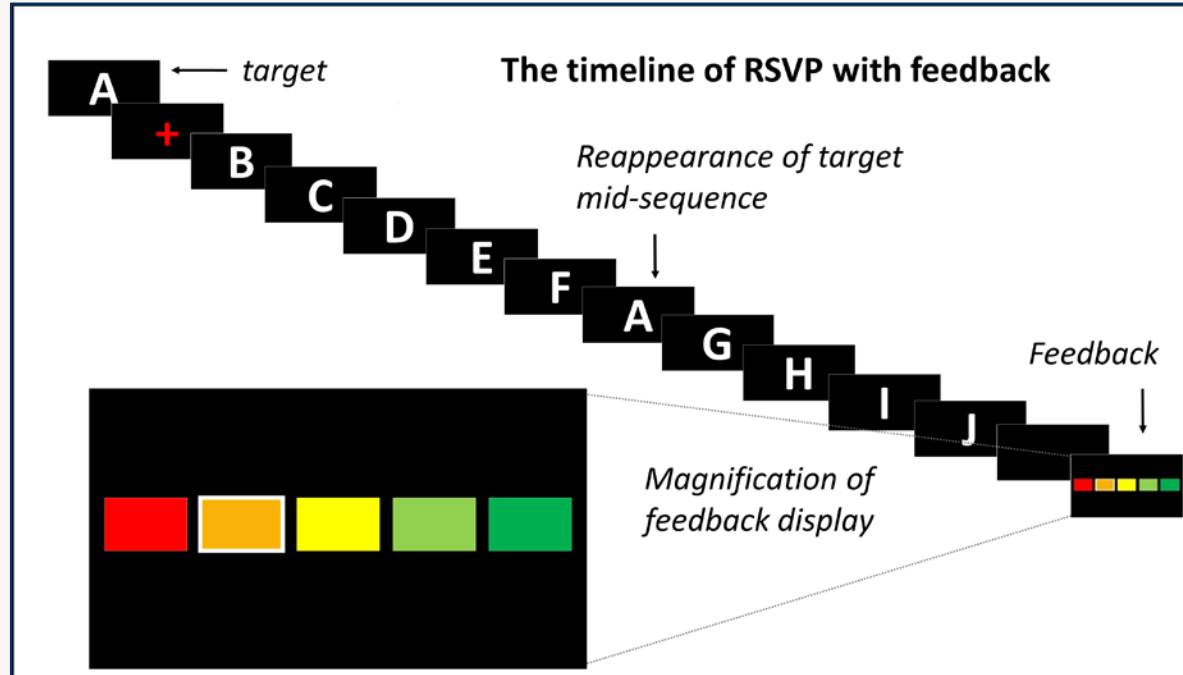 The timeline of RSVP with feedback
A
target
+
B
C
D
E
F
Reappearance of target
mid-sequence
A
G
H
I
J
Feedback
Magnification of
feedback display